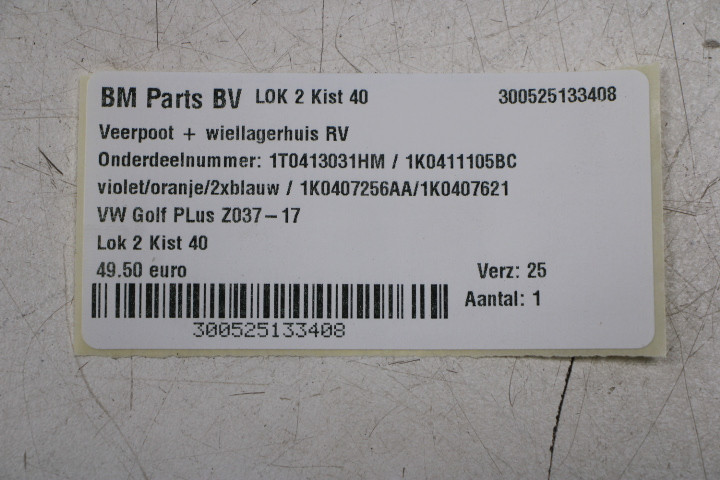 BM Parts BV LOK 2 Kist 40 300525133408
Veerpoot + wiellagerhuis RV
Onderdeelnummer: 1T0413031HM / 1K0411105BC
violet/oranje/2xblauw / 1K0407256AA/1K0407621
VW Golf PLus Z037-17
Lok 2 Kist 40
49.50 euro Verz: 25
Aantal: 1
300525133408